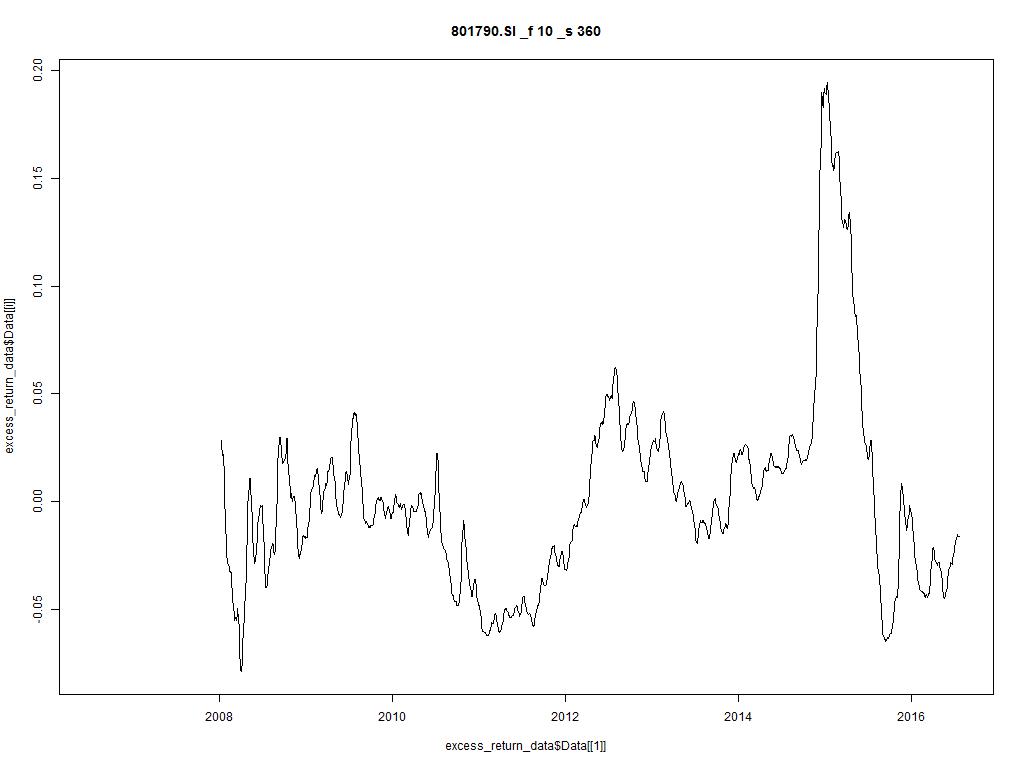 801790.SI _f 10 _s 360
excess_return_data$Data[[i]]
0.20
0.15
0.10
0.05
0.00
-0.05
2008 2010 2012 2014 2016
excess_return_data$Data[[1]]